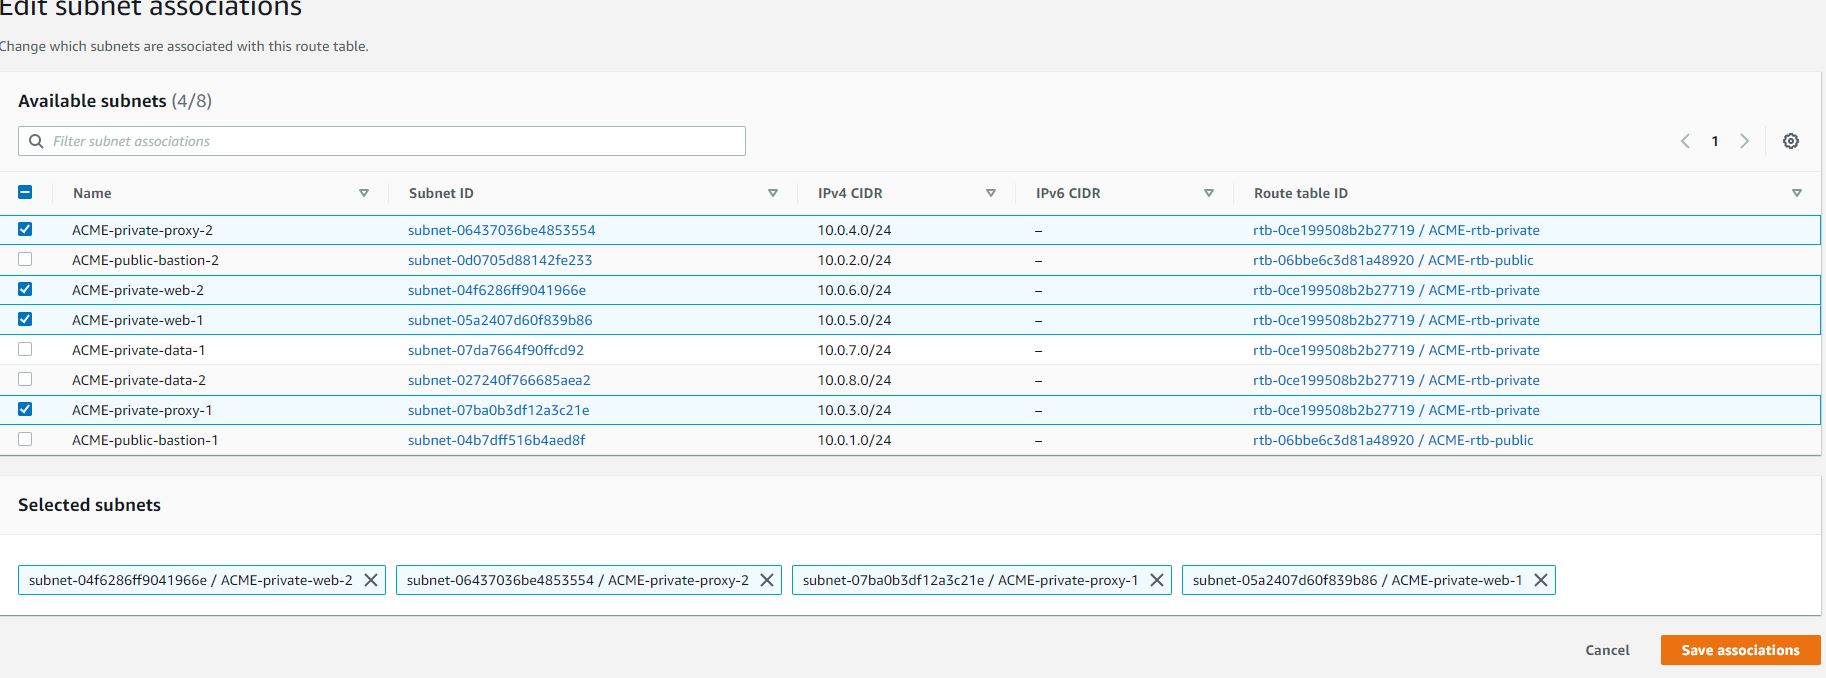 Edit subnet associations
Change which subnets are associated with this route table.
Available subnets (4/8)
Filter subnet associations
1
Name Subnet ID IPv4 CIDR IPv6 CIDR Route table ID
ACME-private-proxy-2 subnet-06437036be4853554 10.0.4.0/24 – rtb-0ce199508b2b27719 / ACME-rtb-private
ACME-public-bastion-2 subnet-0d0705d88142fe233 10.0.2.0/24 – rtb-06bbe6c3d81a48920 / ACME-rtb-public
ACME-private-web-2 subnet-04f6286ff9041966e 10.0.6.0/24 – rtb-0ce199508b2b27719 / ACME-rtb-private
ACME-private-web-1 subnet-05a2407d60f839b86 10.0.5.0/24 – rtb-0ce199508b2b27719 / ACME-rtb-private
ACME-private-data-1 subnet-07da7664f90ffcd92 10.0.7.0/24 – rtb-0ce199508b2b27719 / ACME-rtb-private
ACME-private-data-2 subnet-027240f766685aea2 10.0.8.0/24 – rtb-0ce199508b2b27719 / ACME-rtb-private
ACME-private-proxy-1 subnet-07ba0b3df12a3c21e 10.0.3.0/24 – rtb-0ce199508b2b27719 / ACME-rtb-private
ACME-public-bastion-1 subnet-04b7dff516b4aed8f 10.0.1.0/24 – rtb-06bbe6c3d81a48920 / ACME-rtb-public
Selected subnets
subnet-04f6286ff9041966e / ACME-private-web-2 subnet-06437036be4853554 / ACME-private-proxy-2 subnet-07ba0b3df12a3c21e / ACME-private-proxy-1 subnet-05a2407d60f839b86 / ACME-private-web-1
Cancel Save associations